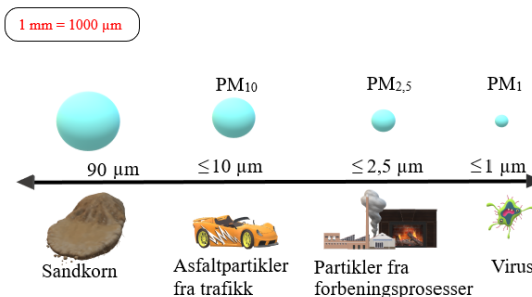 1 mm = 1000 µm
PM₁₀
PM₂,₅
PM₁
90 µm
≤10 µm
≤ 2,5 µm
≤1 µm
Sandkorn
Asfaltpartikler
fra trafikk
Partikler fra
forbeningsprosesser
Virus